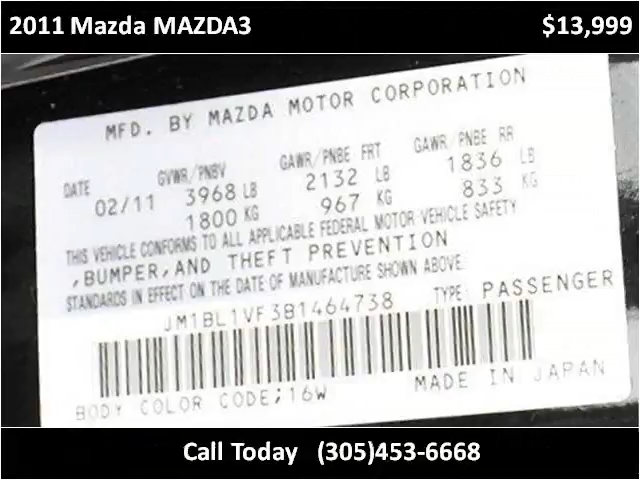 2011 Mazda MAZDA3 $13,999
MFD. BY MAZDA MOTOR CORPORATION
DATE GVWR/PNBV GAWR/PNBE FRT GAWR/PNBE RR
02/11 3968 LB 2132 LB 1836 LB
1800 KG 967 KG 833 KG
THIS VEHICLE CONFORMS TO ALL APPLICABLE FEDERAL MOTOR VEHICLE SAFETY
,BUMPER,AND THEFT PREVENTION
STANDARDS IN EFFECT ON THE DATE OF MANUFACTURE SHOWN ABOVE.
JM1BL1VF3B1464738 TYPE: PASSENGER
BODY COLOR CODE;16W MADE IN JAPAN
Call Today (305)453-6668